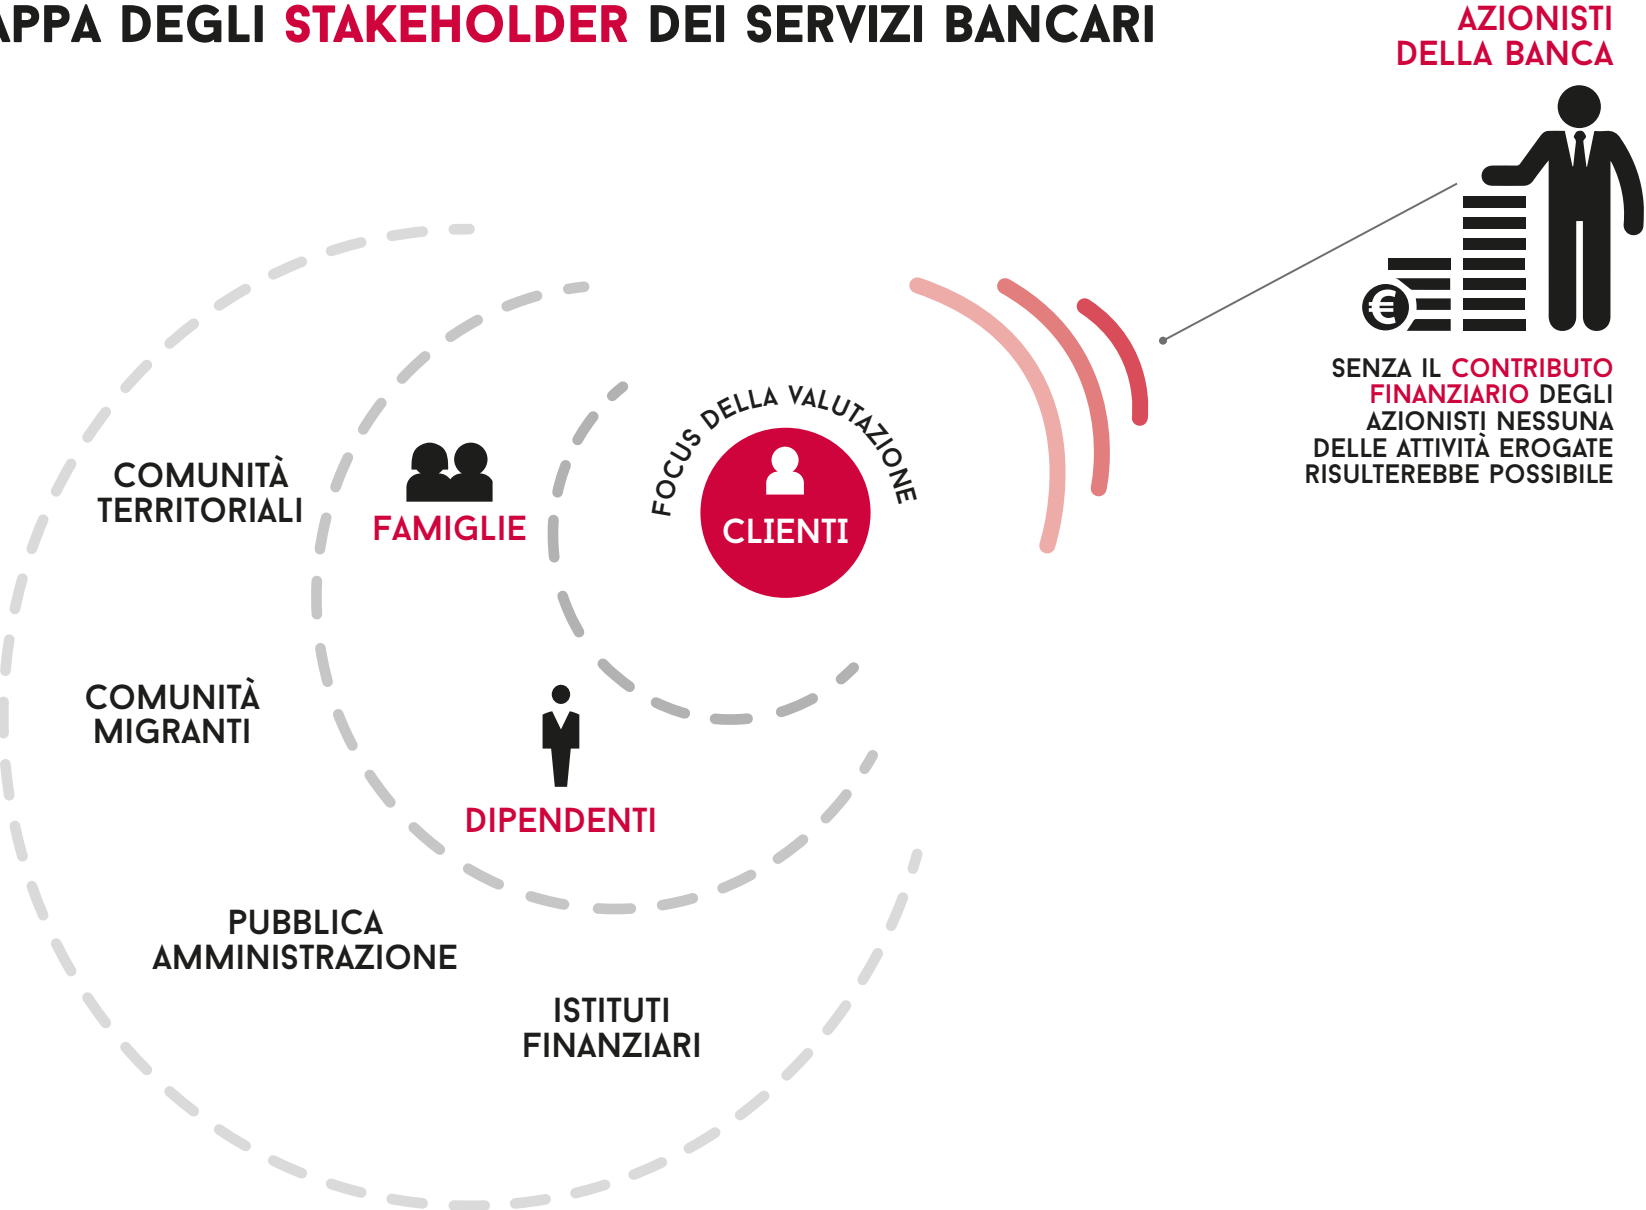 APPA DEGLI STAKEHOLDER DEI SERVIZI BANCARI
AZIONISTI
DELLA BANCA
SENZA IL CONTRIBUTO
FINANZIARIO DEGLI
AZIONISTI NESSUNA
DELLE ATTIVITÀ EROGATE
RISULTEREBBE POSSIBILE
€
FOCUS DELLA VALUTAZIONE
CLIENTI
FAMIGLIE
DIPENDENTI
COMUNITÀ
TERRITORIALI
COMUNITÀ
MIGRANTI
PUBBLICA
AMMINISTRAZIONE
ISTITUTI
FINANZIARI